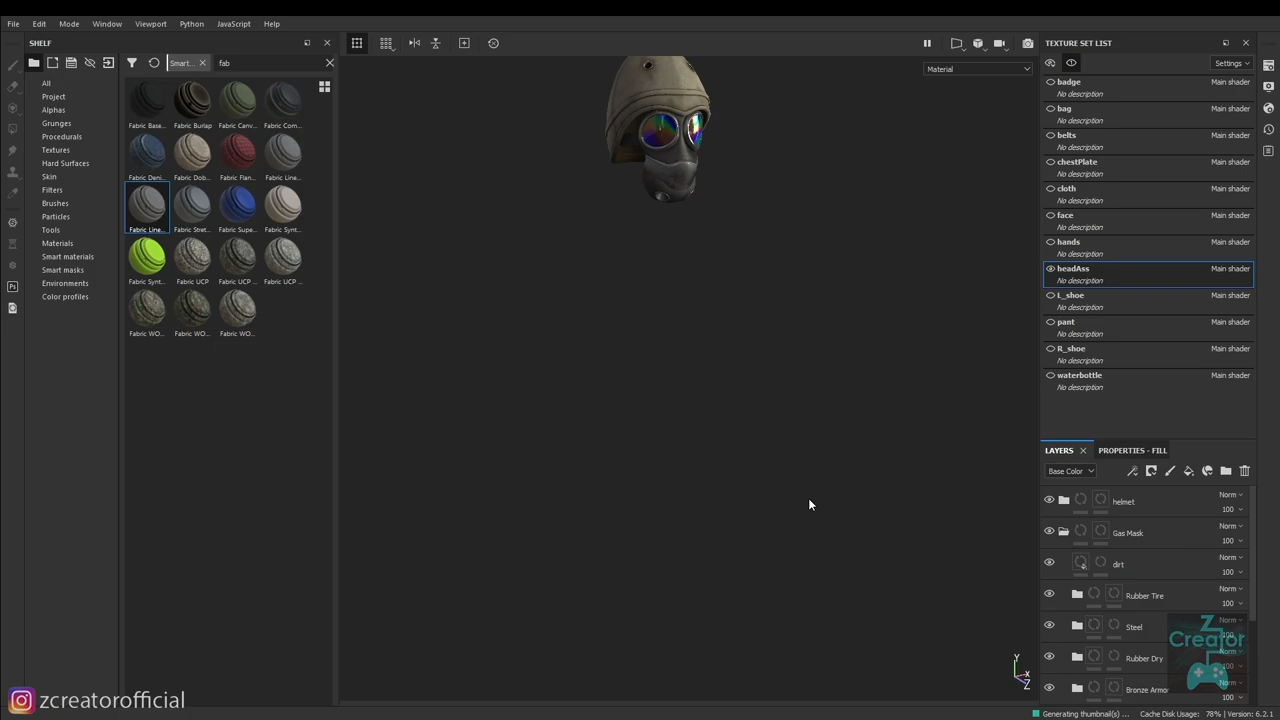 File Edit Mode Window Viewport Python JavaScript Help
SHELF
Smart...
fab
All
Project
Alphas
Grunges
Procedurals
Textures
Hard Surfaces
Skin
Filters
Brushes
Particles
Tools
Materials
Smart materials
Smart masks
Environments
Color profiles
Fabric Base... Fabric Burlap Fabric Canv... Fabric Com...
Fabric Deni... Fabric Dob... Fabric Flan... Fabric Line...
Fabric Line... Fabric Stret... Fabric Supe... Fabric Synt...
Fabric Synt... Fabric UCP Fabric UCP ... Fabric UCP ...
Fabric WO... Fabric WO... Fabric WO...
Material
Y
X
Z
TEXTURE SET LIST
Settings
badge Main shader
No description
bag Main shader
No description
belts Main shader
No description
chestPlate Main shader
No description
cloth Main shader
No description
face Main shader
No description
hands Main shader
No description
headAss Main shader
No description
L_shoe Main shader
No description
pant Main shader
No description
R_shoe Main shader
No description
waterbottle Main shader
No description
LAYERS PROPERTIES - FILL
Base Color
helmet Norm
100
Gas Mask Norm
100
dirt Norm
100
Rubber Tire Norm
100
Steel Norm
100
Rubber Dry Norm
100
Bronze Armo
100
Z
Creator
Ps
zcreatorofficial
Generating thumbnail(s) ... Cache Disk Usage: 78% | Version: 6.2.1